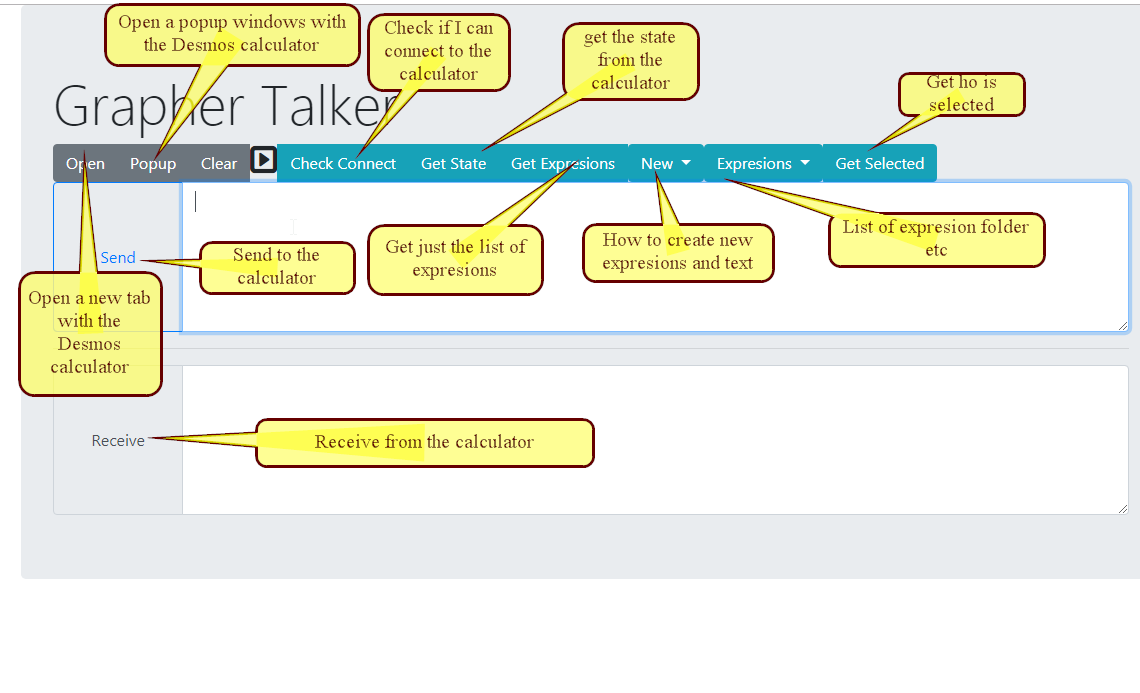 Open a popup windows with
the Desmos calculator
Check if I can
connect to the
calculator
get the state
from the
calculator
Get ho is
selected
Grapher Talker
Open Popup Clear Check Connect Get State Get Expresions New Expresions Get Selected
Send
Send to the
calculator
Get just the list of
expresions
How to create new
expresions and text
List of expresion folder
etc
Open a new tab
with the
Desmos
calculator
Receive
Receive from the calculator